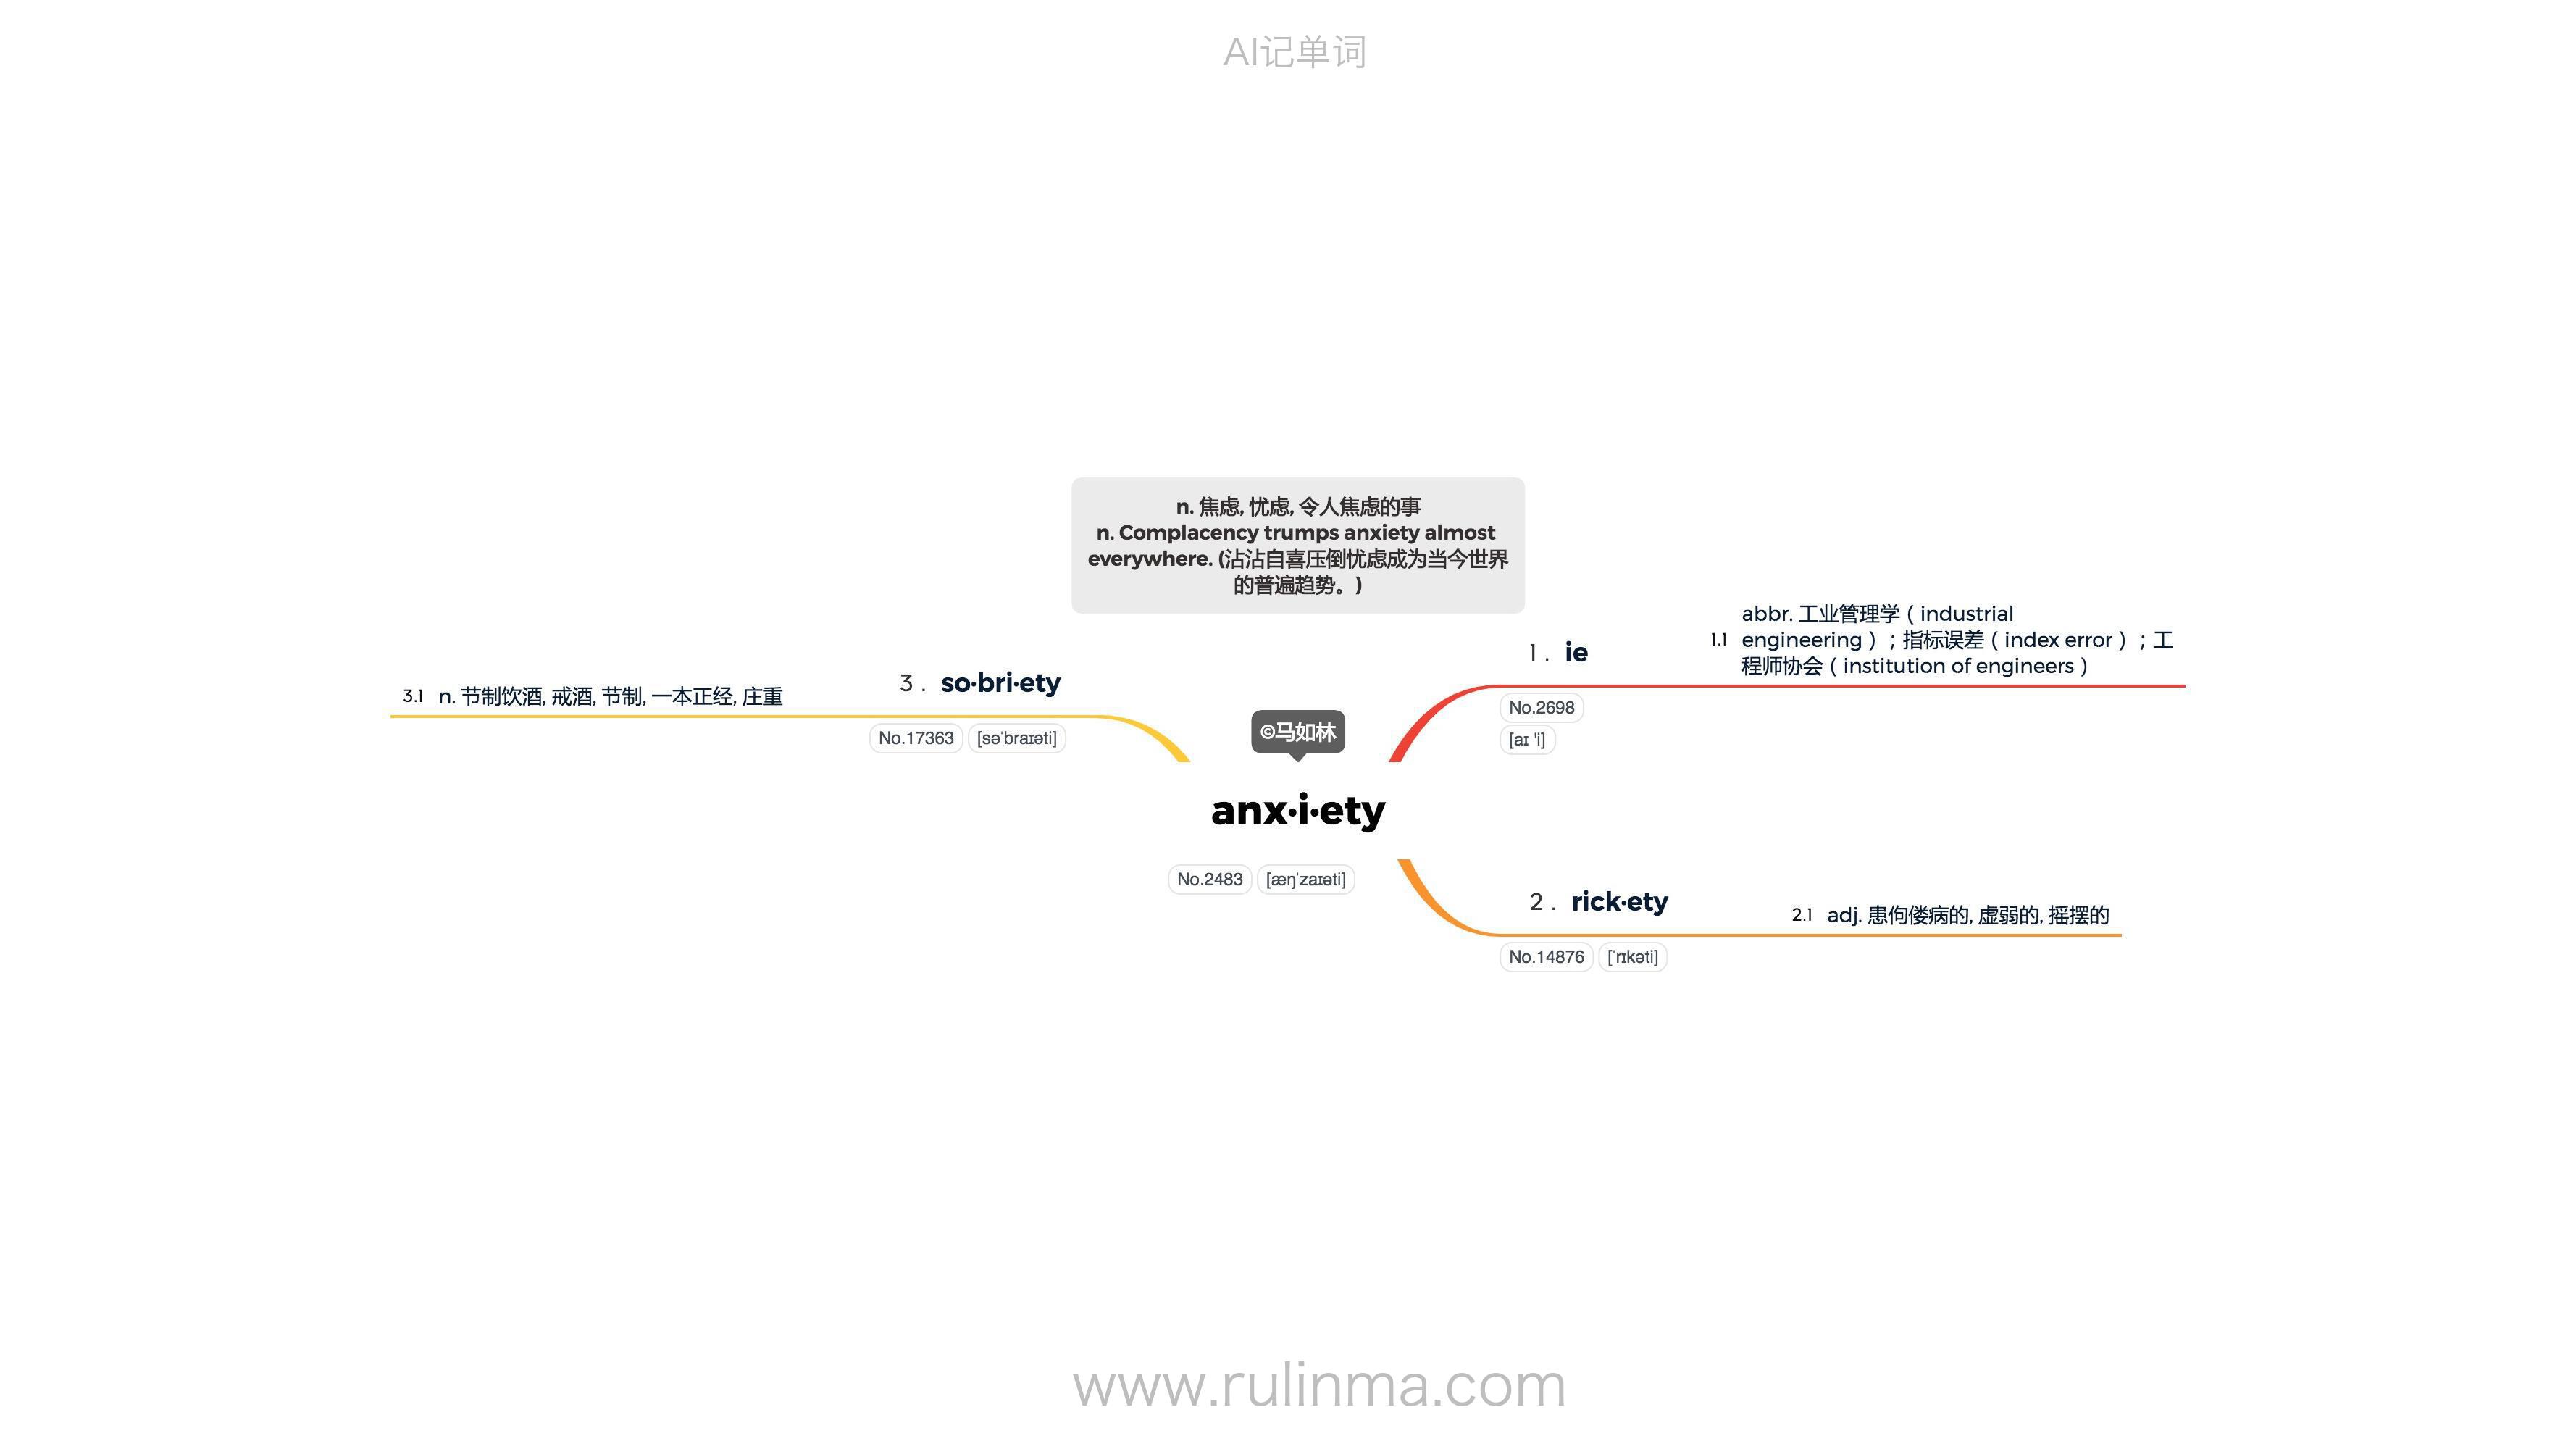 AI记单词
n. 焦虑, 忧虑, 令人焦虑的事
n. Complacency trumps anxiety almost
everywhere. (沾沾自喜压倒忧虑成为当今世界
的普遍趋势。)
©马如林
anx·i·ety
No.2483 [æŋˈzaɪəti]
1. ie
No.2698
[aɪ 'i]
1.1 abbr. 工业管理学 ( industrial
engineering ) ; 指标误差 ( index error ) ; 工
程师协会 ( institution of engineers )
2. rick·ety
No.14876 [ˈrɪkəti]
2.1 adj. 患佝偻病的, 虚弱的, 摇摆的
3. so·bri·ety
No.17363 [səˈbraɪəti]
3.1 n. 节制饮酒, 戒酒, 节制, 一本正经, 庄重
www.rulinma.com